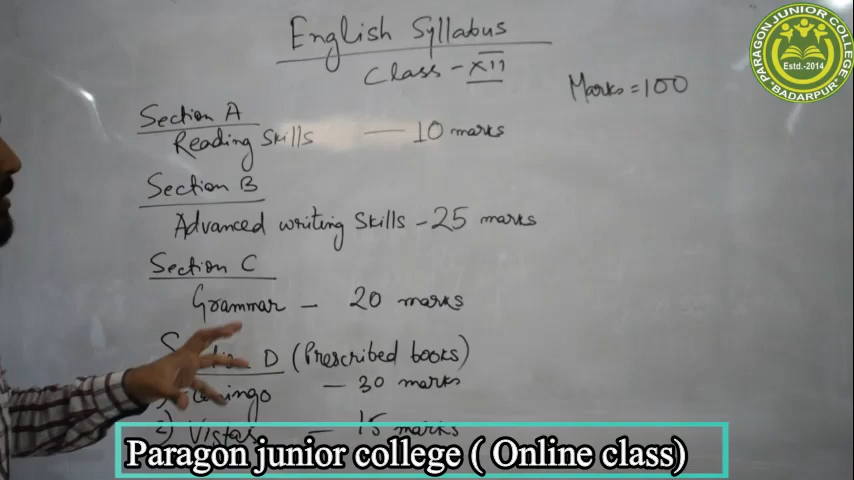 English Syllabus
Class - XII
Marks = 100
Section A
Reading Skills — 10 marks
Section B
Advanced writing skills - 25 marks
Section C
Grammar - 20 marks
D (Prescribed books)
- 30 marks
2) Vistas - 15 marks
Paragon junior college ( Online class)
PARAGON JUNIOR COLLEGE
Estd.-2014
BADARPUR